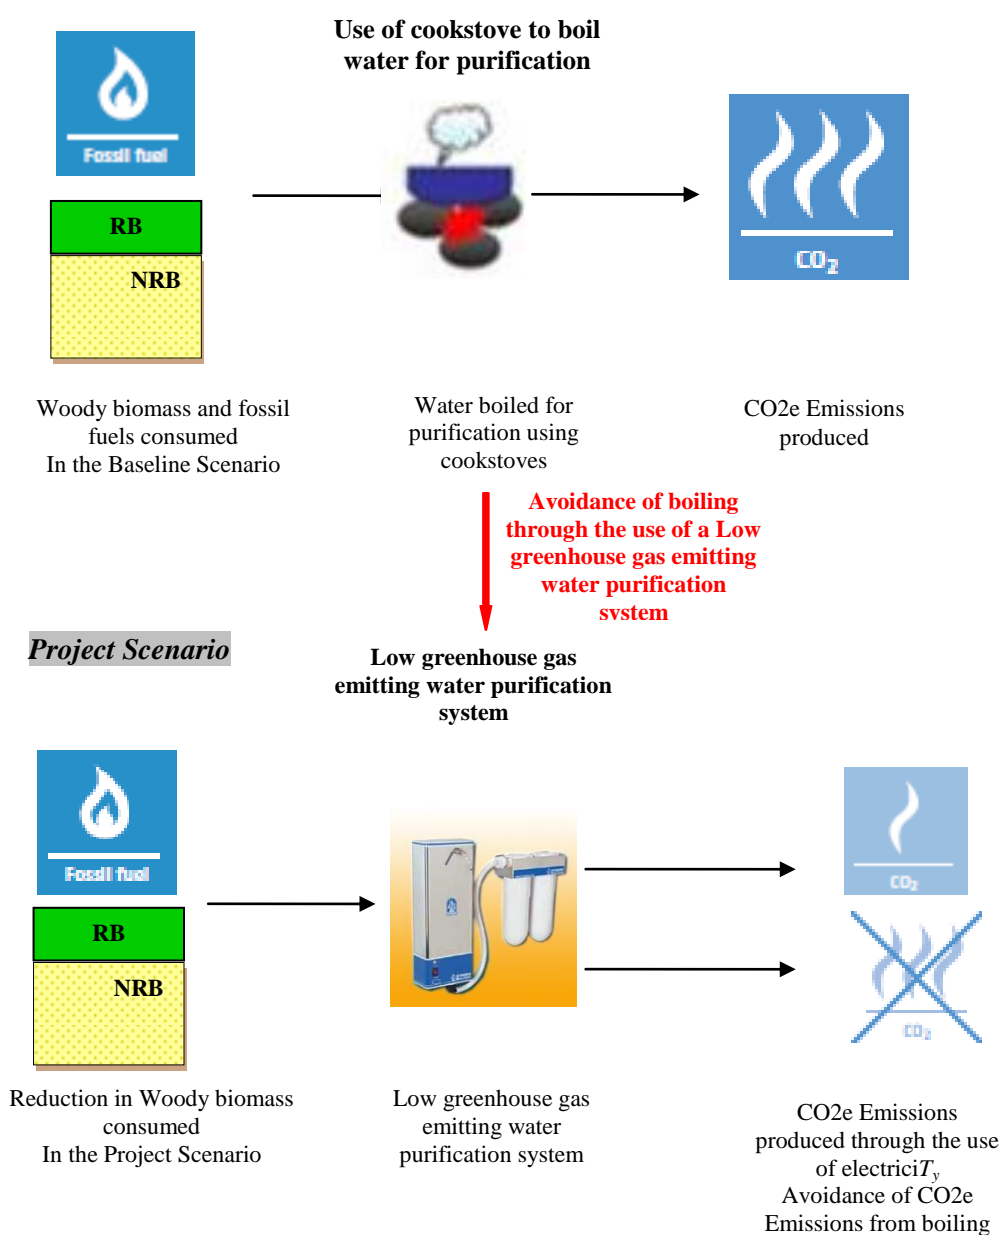 Use of cookstove to boil
water for purification
Fossil fuel
RB
NRB
CO2
Woody biomass and fossil
fuels consumed
In the Baseline Scenario
Water boiled for
purification using
cookstoves
CO2e Emissions
produced
Avoidance of boiling
through the use of a Low
greenhouse gas emitting
water purification
system
Project Scenario
Low greenhouse gas
emitting water purification
system
Fossil fuel
RB
NRB
CO2
CO2
Reduction in Woody biomass
consumed
In the Project Scenario
Low greenhouse gas
emitting water
purification system
CO2e Emissions
produced through the use
of electriciTy
Avoidance of CO2e
Emissions from boiling